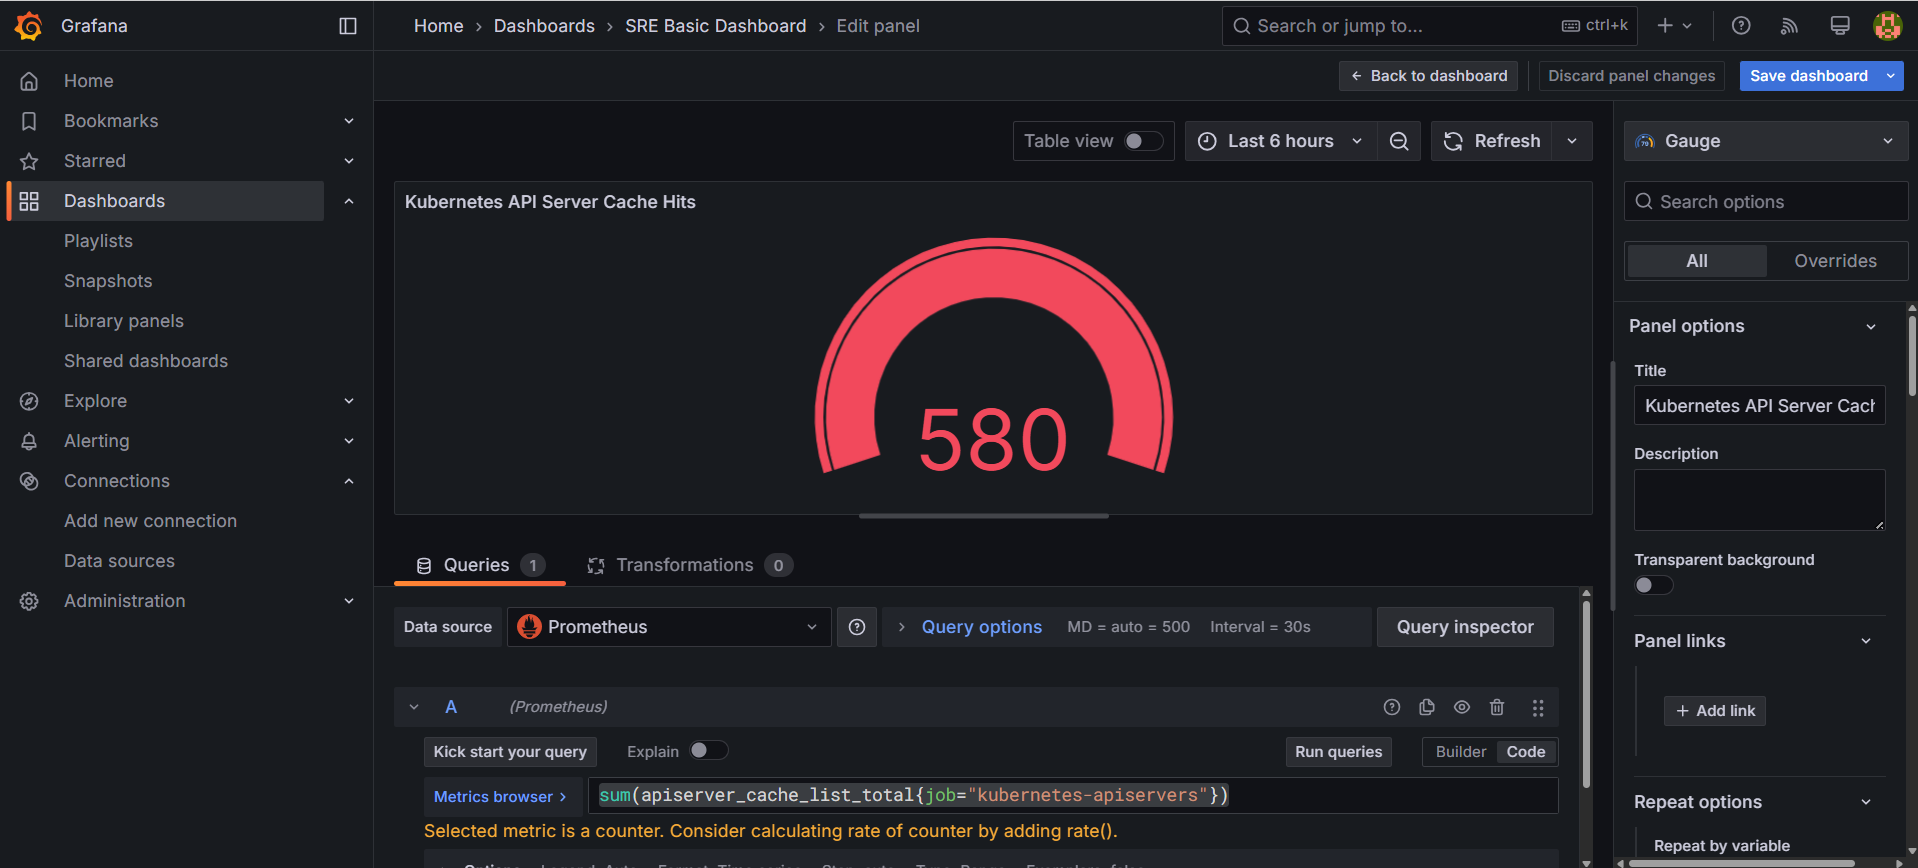 Grafana
Home › Dashboards › SRE Basic Dashboard › Edit panel
Search or jump to...
ctrl+k
Home
Bookmarks
Starred
Dashboards
Playlists
Snapshots
Library panels
Shared dashboards
Explore
Alerting
Connections
Add new connection
Data sources
Administration
Back to dashboard
Discard panel changes
Save dashboard
Table view
Last 6 hours
Refresh
Kubernetes API Server Cache Hits
580
Queries 1
Transformations 0
Data source
Prometheus
Query options
MD = auto = 500
Interval = 30s
Query inspector
A
(Prometheus)
Kick start your query
Explain
Run queries
Builder
Code
Metrics browser >
sum(apiserver_cache_list_total{job="kubernetes-apiservers"})
Selected metric is a counter. Consider calculating rate of counter by adding rate().
Gauge
Search options
All
Overrides
Panel options
Title
Kubernetes API Server Cach
Description
Transparent background
Panel links
+ Add link
Repeat options
Repeat by variable